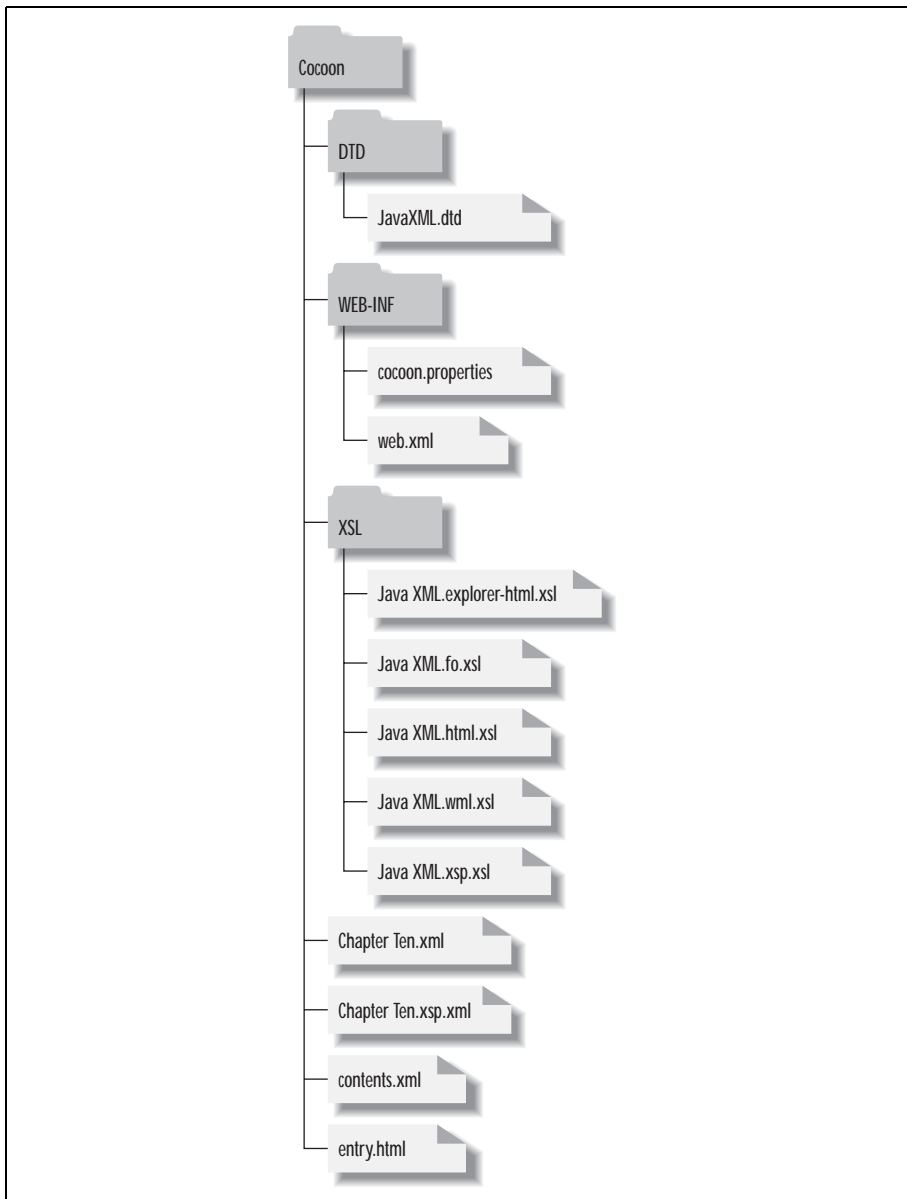 Cocoon
DTD
JavaXML.dtd
WEB-INF
cocoon.properties
web.xml
XSL
Java XML.explorer-html.xsl
Java XML.fo.xsl
Java XML.html.xsl
Java XML.wml.xsl
Java XML.xsp.xsl
Chapter Ten.xml
Chapter Ten.xsp.xml
contents.xml
entry.html